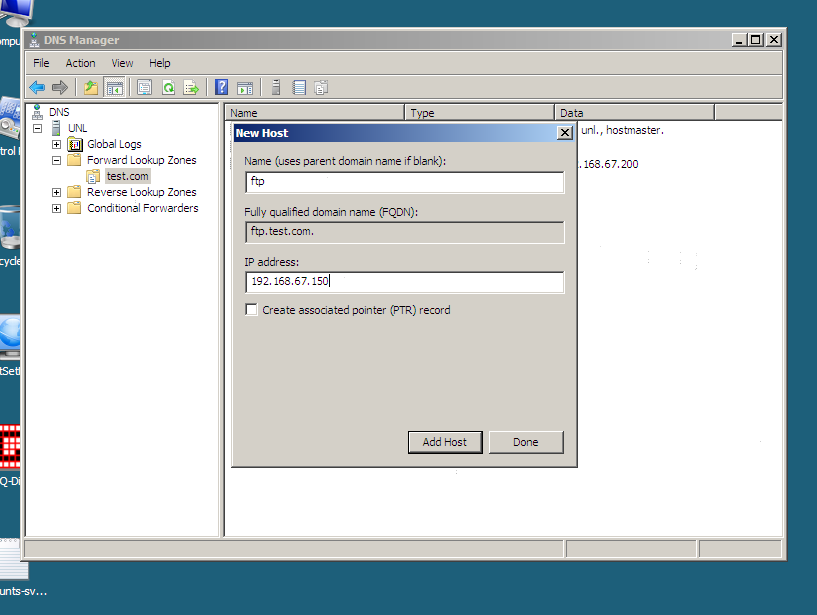 DNS Manager
File Action View Help
DNS
UNL
Global Logs
Forward Lookup Zones
test.com
Reverse Lookup Zones
Conditional Forwarders
Name Type Data
unl., hostmaster.
.168.67.200
New Host
Name (uses parent domain name if blank):
ftp
Fully qualified domain name (FQDN):
ftp.test.com.
IP address:
192.168.67.150
Create associated pointer (PTR) record
Add Host Done
ompu
trol
cycle
tSet
Q-Di
unts-sv...